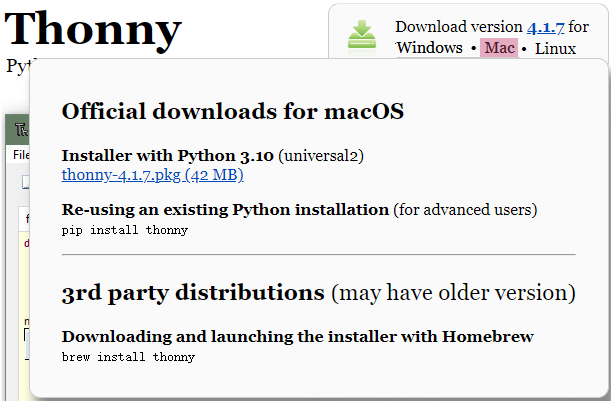 Thonny
Download version 4.1.7 for
Windows • Mac • Linux
Pyth
Official downloads for macOS
File
Installer with Python 3.10 (universal2)
thonny-4.1.7.pkg (42 MB)
Re-using an existing Python installation (for advanced users)
pip install thonny
3rd party distributions (may have older version)
Downloading and launching the installer with Homebrew
brew install thonny